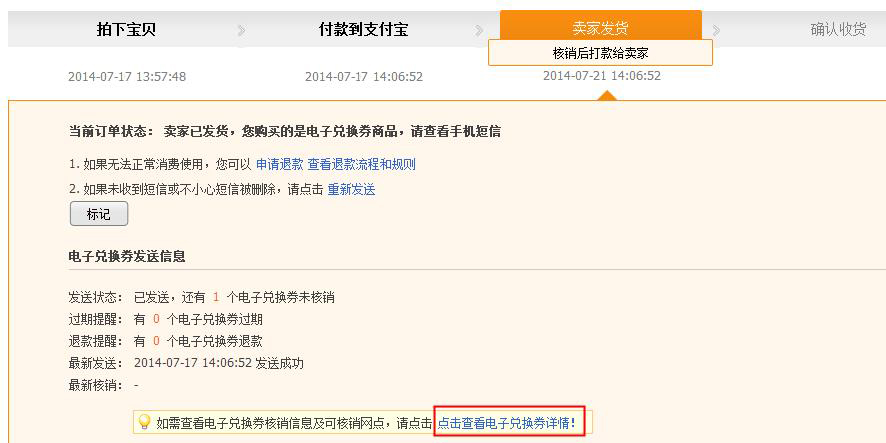 拍下宝贝 付款到支付宝 卖家发货 确认收货
核销后打款给卖家
2014-07-17 13:57:48 2014-07-17 14:06:52 2014-07-21 14:06:52
当前订单状态： 卖家已发货，您购买的是电子兑换券商品，请查看手机短信
1. 如果无法正常消费使用，您可以 申请退款 查看退款流程和规则
2. 如果未收到短信或不小心短信被删除，请点击 重新发送
标记
电子兑换券发送信息
发送状态： 已发送，还有 1 个电子兑换券未核销
过期提醒： 有 0 个电子兑换券过期
退款提醒： 有 0 个电子兑换券退款
最新发送： 2014-07-17 14:06:52 发送成功
最新核销： -
如需查看电子兑换券核销信息及可核销网点，请点击 点击查看电子兑换券详情！